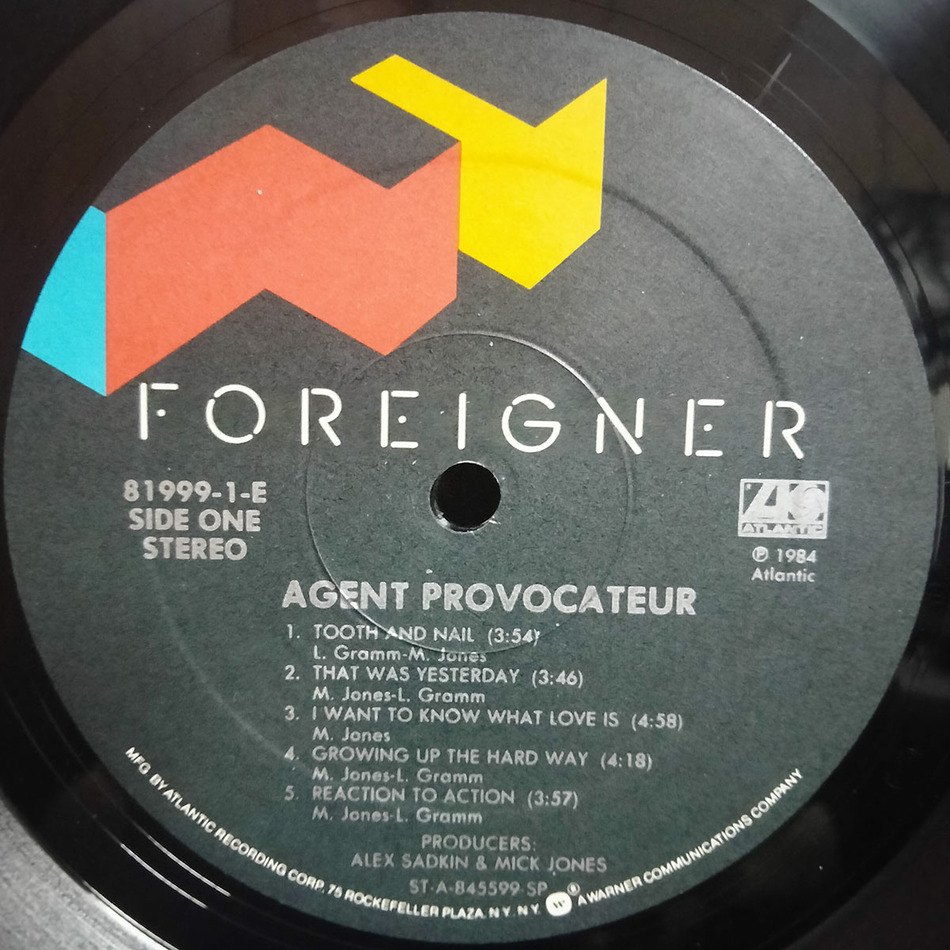 FOREIGNER
81999-1-E
SIDE ONE
STEREO
ATLANTIC
℗ 1984
Atlantic
AGENT PROVOCATEUR
1. TOOTH AND NAIL (3:54)
L. Gramm-M. Jones
2. THAT WAS YESTERDAY (3:46)
M. Jones-L. Gramm
3. I WANT TO KNOW WHAT LOVE IS (4:58)
M. Jones
4. GROWING UP THE HARD WAY (4:18)
M. Jones-L. Gramm
5. REACTION TO ACTION (3:57)
M. Jones-L. Gramm
PRODUCERS:
ALEX SADKIN & MICK JONES
ST-A-845599-SP
MFG. BY ATLANTIC RECORDING CORP. 75 ROCKEFELLER PLAZA. N.Y. N.Y. ® A WARNER COMMUNICATIONS COMPANY